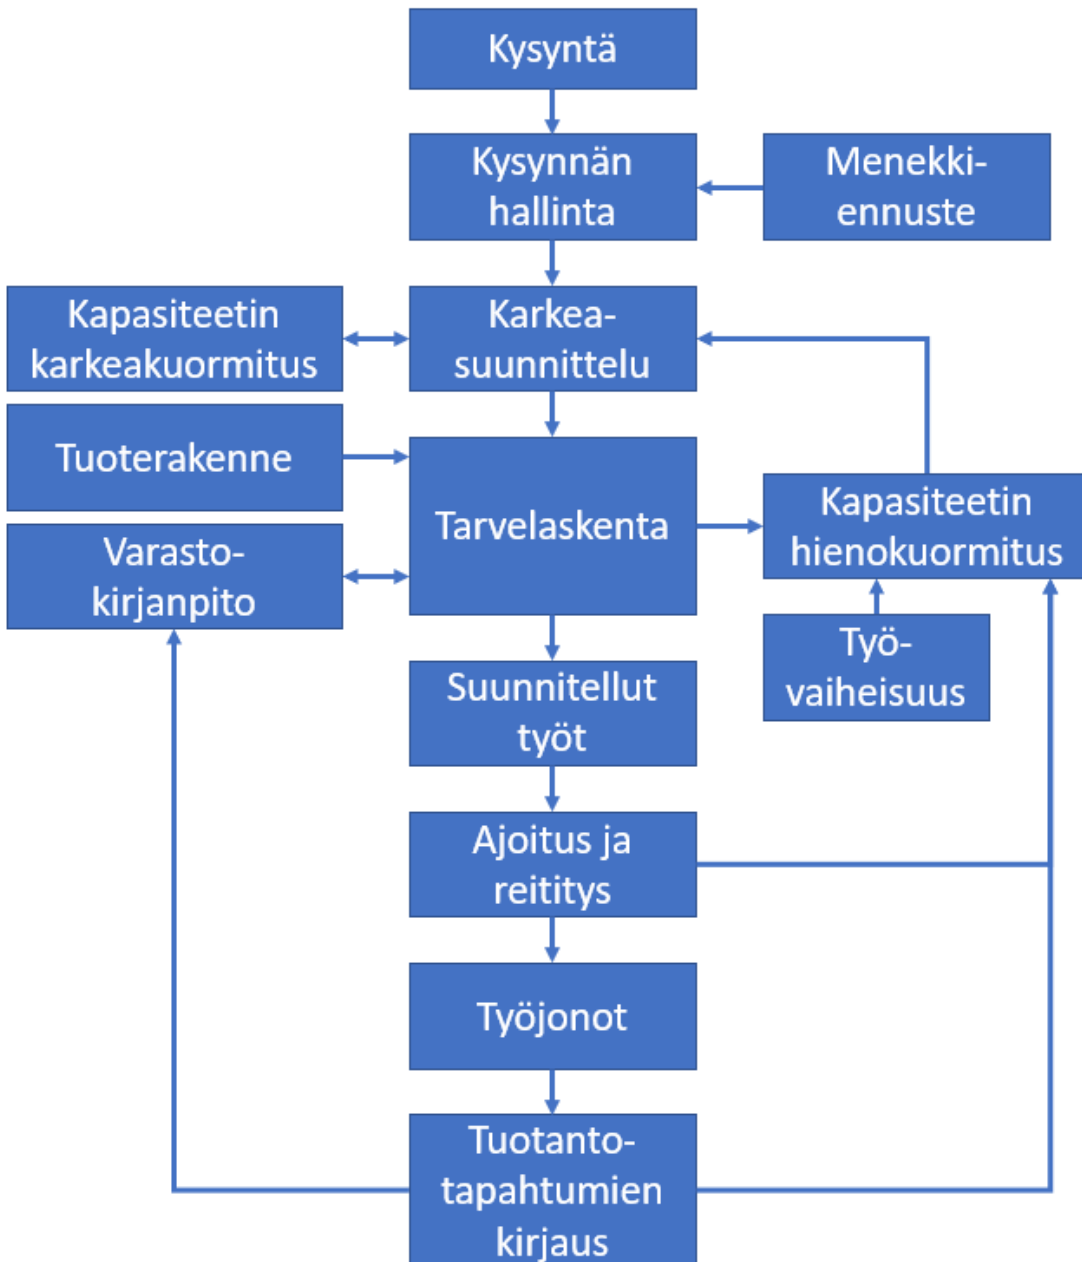 Kysyntä
Kysynnän
hallinta
Menekki-
ennuste
Kapasiteetin
karkeakuormitus
Karkea-
suunnittelu
Tuoterakenne
Tarvelaskenta
Kapasiteetin
hienokuormitus
Varasto-
kirjanpito
Työ-
vaiheisuus
Suunnitellut
työt
Ajoitus ja
reititys
Työjonot
Tuotanto-
tapahtumien
kirjaus